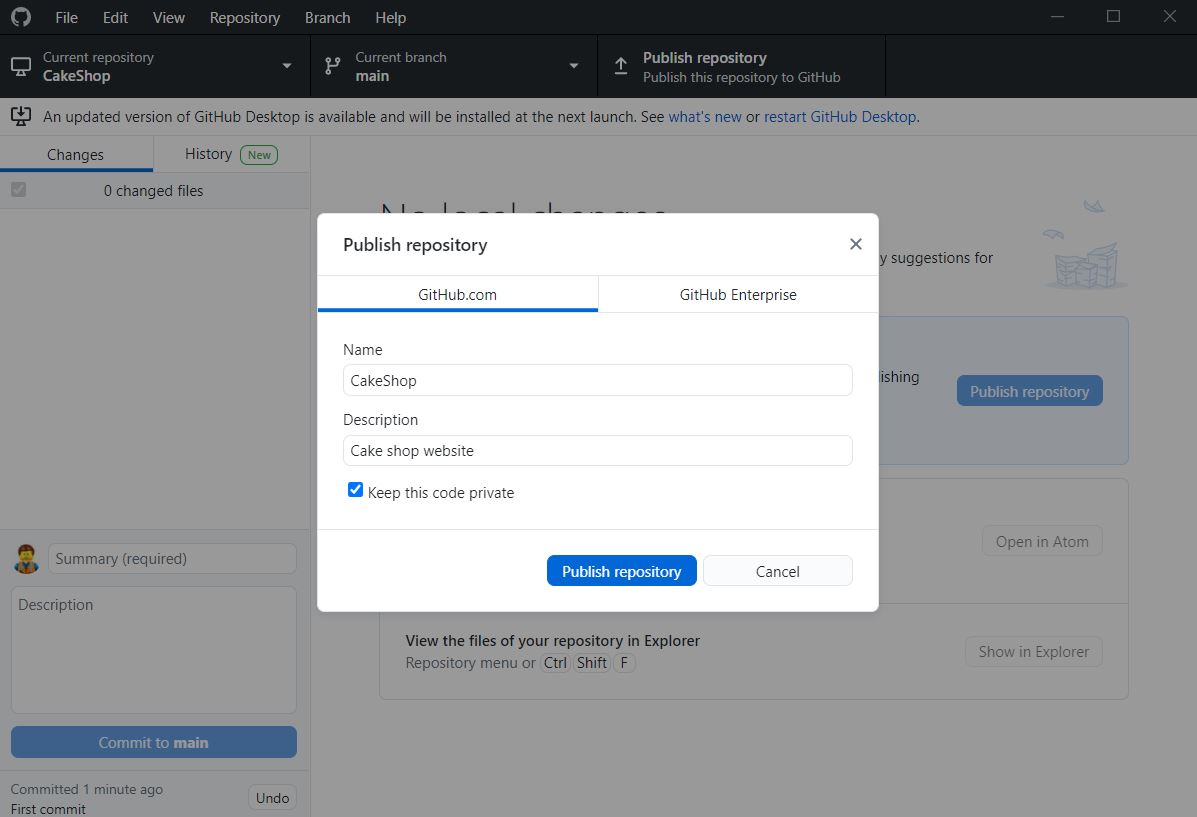 File Edit View Repository Branch Help
Current repository
CakeShop
Current branch
main
Publish repository
Publish this repository to GitHub
An updated version of GitHub Desktop is available and will be installed at the next launch. See what's new or restart GitHub Desktop.
Changes
History New
0 changed files
No local changes
y suggestions for
lishing
Publish repository
Open in Atom
View the files of your repository in Explorer
Repository menu or Ctrl Shift F
Show in Explorer
Publish repository
GitHub.com
GitHub Enterprise
Name
CakeShop
Description
Cake shop website
Keep this code private
Publish repository
Cancel
Summary (required)
Description
Commit to main
Committed 1 minute ago
First commit
Undo